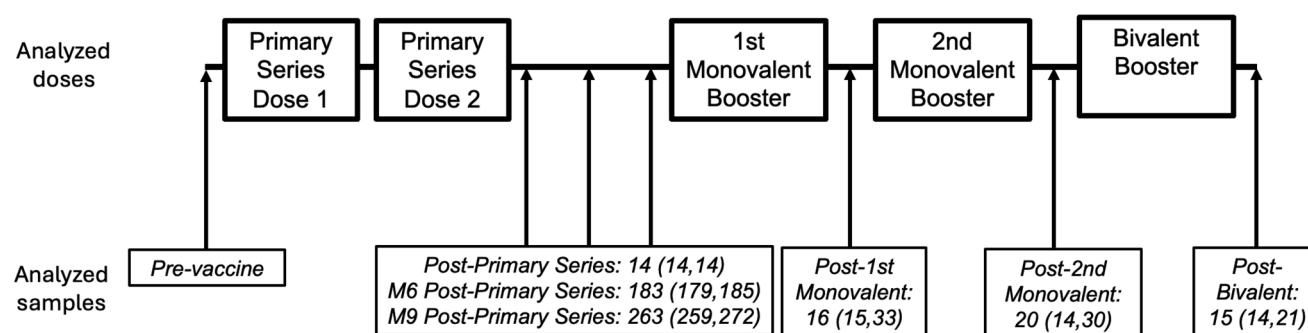 Analyzed
doses
Primary
Series
Dose 1
Primary
Series
Dose 2
1st
Monovalent
Booster
2nd
Monovalent
Booster
Bivalent
Booster
Analyzed
samples
Pre-vaccine
Post-Primary Series: 14 (14,14)
M6 Post-Primary Series: 183 (179,185)
M9 Post-Primary Series: 263 (259,272)
Post-1st
Monovalent:
16 (15,33)
Post-2nd
Monovalent:
20 (14,30)
Post-
Bivalent:
15 (14,21)